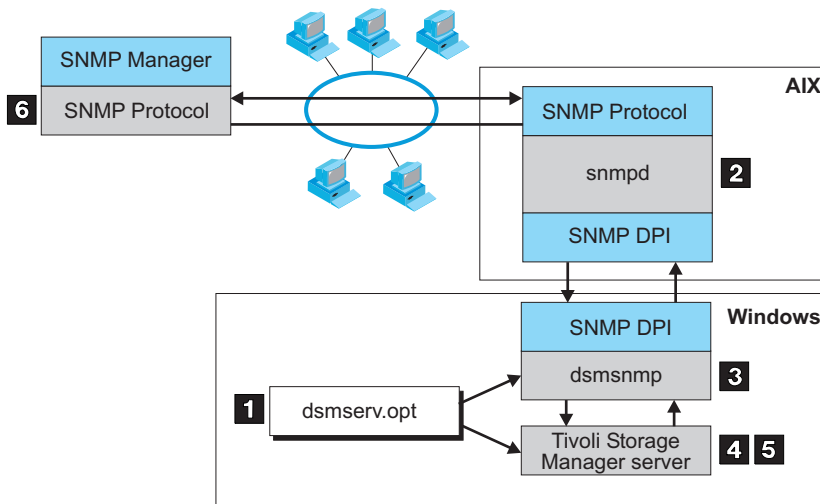 SNMP Manager
6
SNMP Protocol
AIX
SNMP Protocol
snmpd
2
SNMP DPI
Windows
SNMP DPI
dsmsnmp
3
1
dsmserv.opt
Tivoli Storage
Manager server
4 5